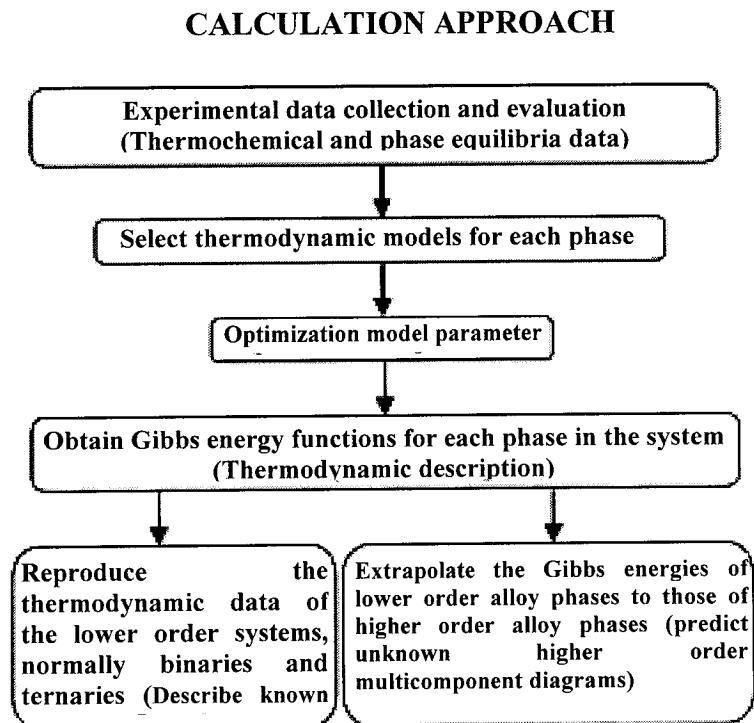 CALCULATION APPROACH
Experimental data collection and evaluation
(Thermochemical and phase equilibria data)
Select thermodynamic models for each phase
Optimization model parameter
Obtain Gibbs energy functions for each phase in the system
(Thermodynamic description)
Reproduce the
thermodynamic data of
the lower order systems,
normally binaries and
ternaries (Describe known
Extrapolate the Gibbs energies of
lower order alloy phases to those of
higher order alloy phases (predict
unknown higher order
multicomponent diagrams)